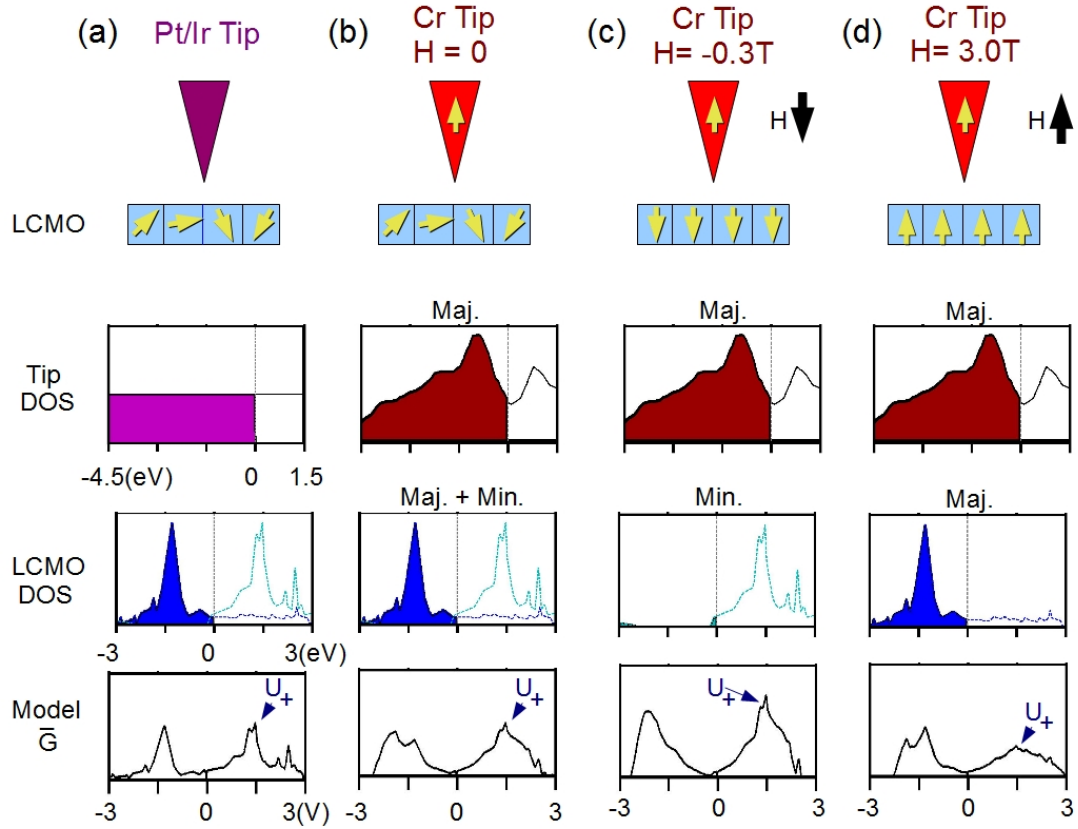 (a) Pt/Ir Tip
(b) Cr Tip
H = 0
(c) Cr Tip
H= -0.3T
(d) Cr Tip
H= 3.0T
H
H
LCMO
Maj.
Maj.
Maj.
Tip
DOS
-4.5(eV) 0 1.5
Maj. + Min.
Min.
Maj.
LCMO
DOS
-3 0 3(eV)
Model
G̅
U+
U+
U+
U+
-3 0 3(V)
-3 0 3
-3 0 3
-3 0 3